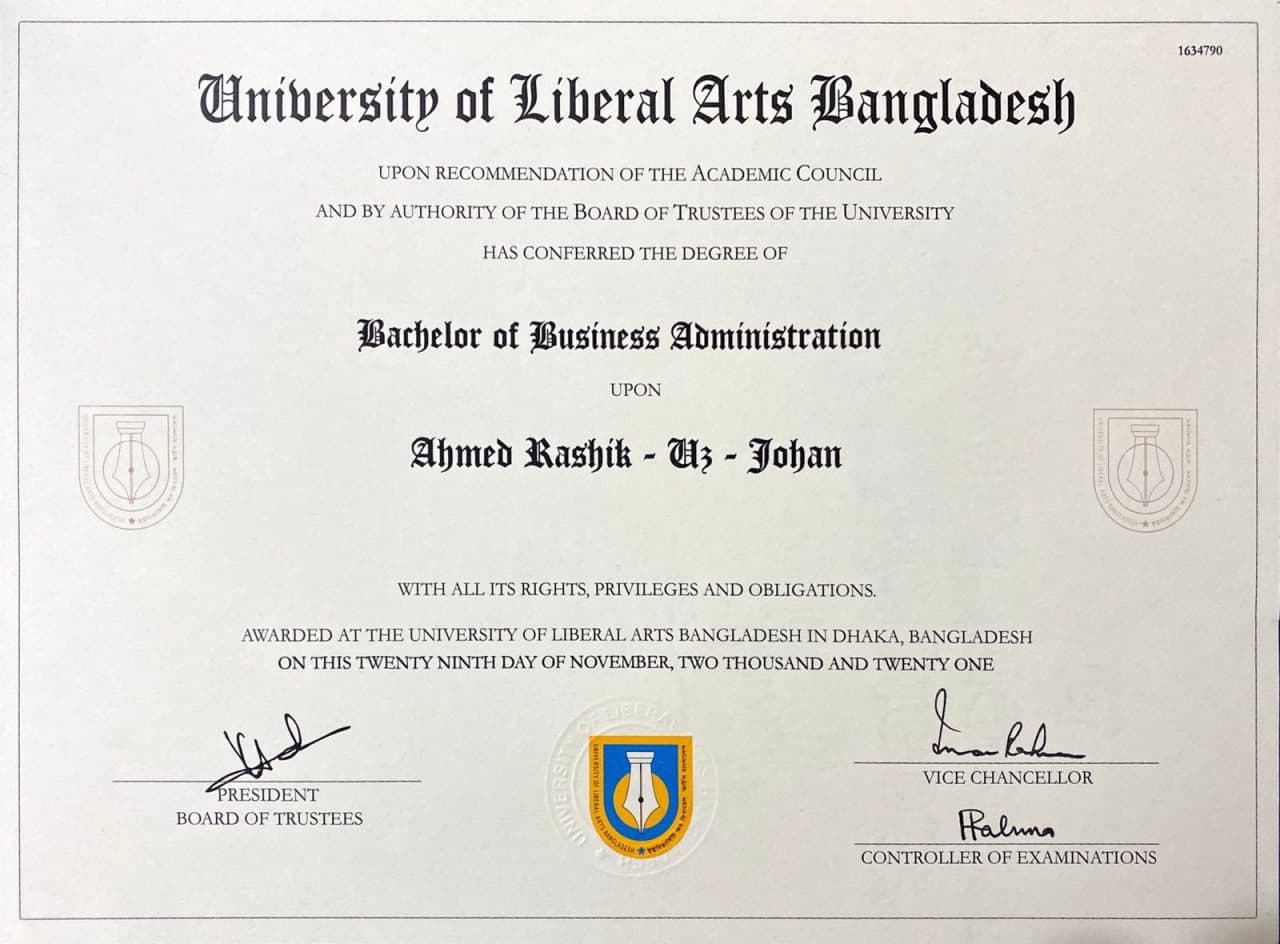 1634790
University of Liberal Arts Bangladesh
UPON RECOMMENDATION OF THE ACADEMIC COUNCIL
AND BY AUTHORITY OF THE BOARD OF TRUSTEES OF THE UNIVERSITY
HAS CONFERRED THE DEGREE OF
Bachelor of Business Administration
UPON
Ahmed Rashik - Uz - Johan
WITH ALL ITS RIGHTS, PRIVILEGES AND OBLIGATIONS.
AWARDED AT THE UNIVERSITY OF LIBERAL ARTS BANGLADESH IN DHAKA, BANGLADESH
ON THIS TWENTY NINTH DAY OF NOVEMBER, TWO THOUSAND AND TWENTY ONE
PRESIDENT
BOARD OF TRUSTEES
UNIVERSITY OF LIBERAL ARTS BANGLADESH
VICE CHANCELLOR
CONTROLLER OF EXAMINATIONS